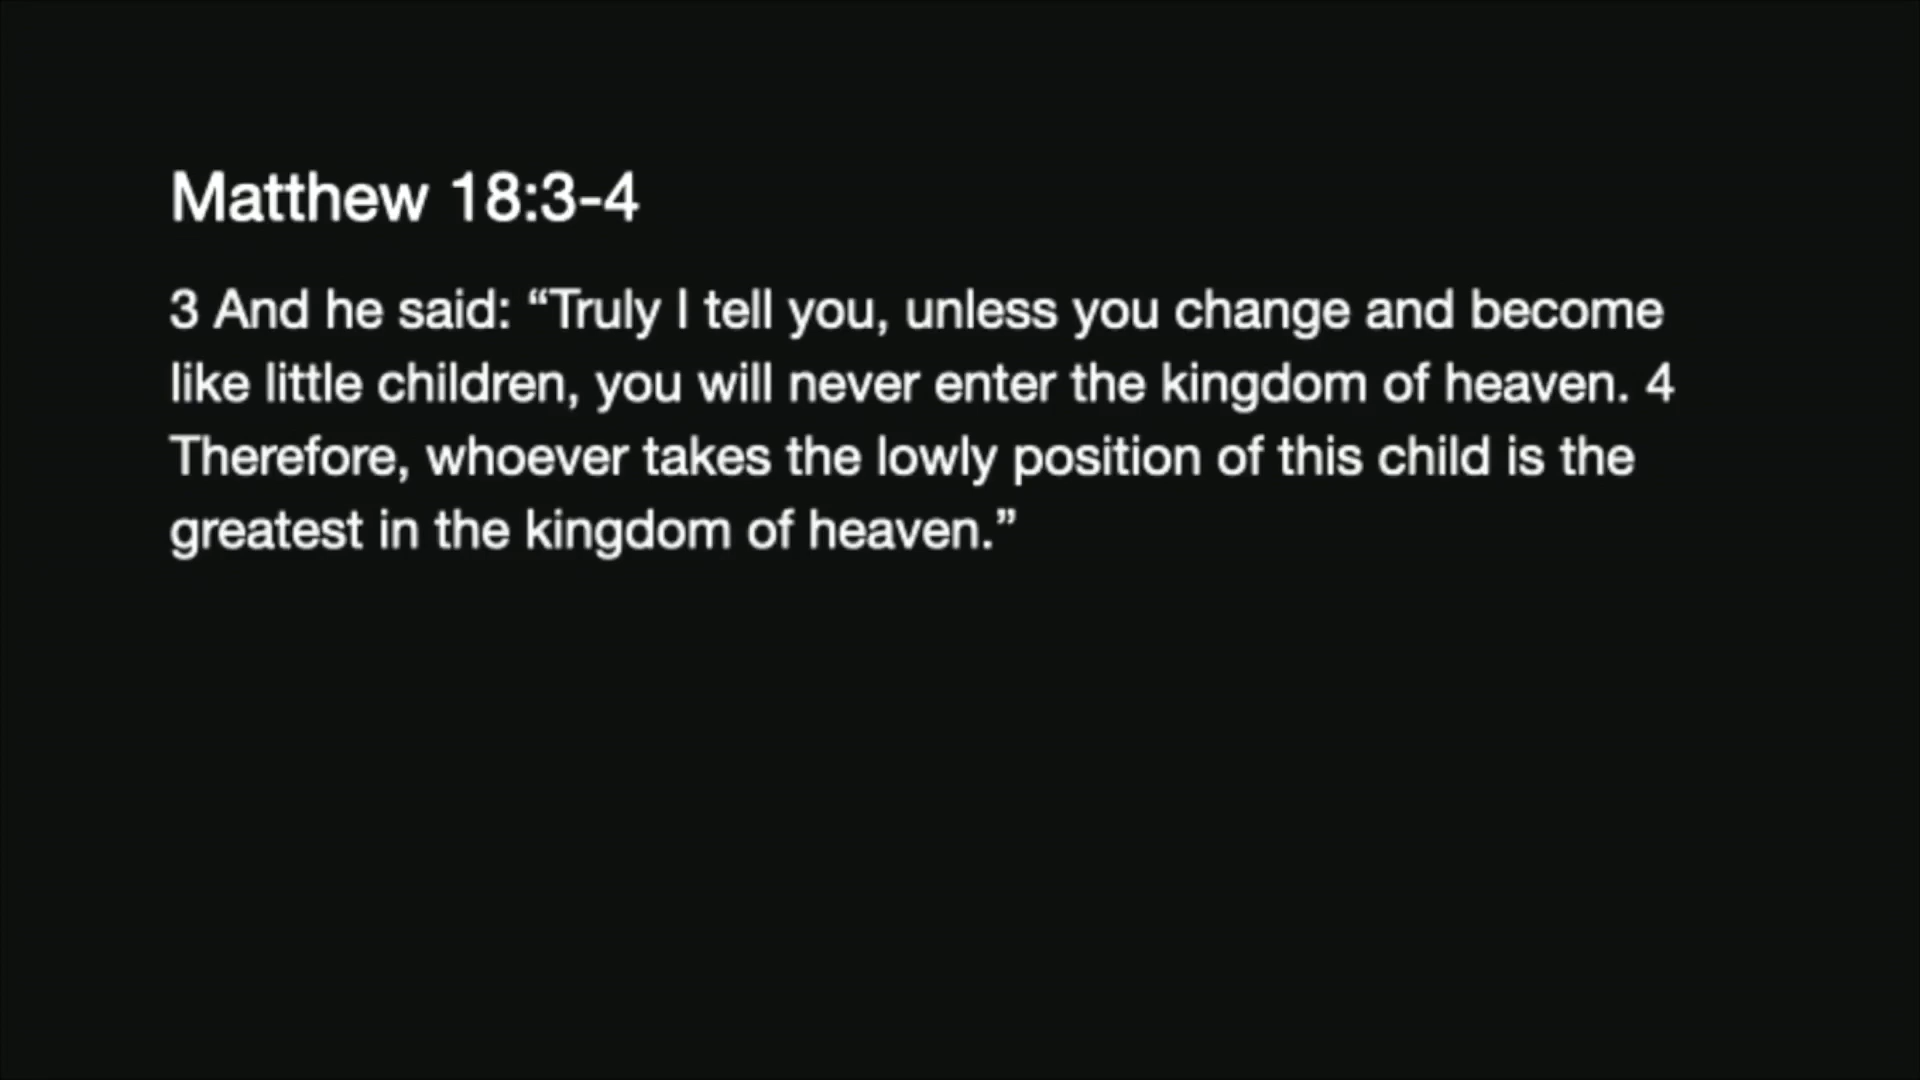 Matthew 18:3-4
3 And he said: “Truly I tell you, unless you change and become
like little children, you will never enter the kingdom of heaven. 4
Therefore, whoever takes the lowly position of this child is the
greatest in the kingdom of heaven.”